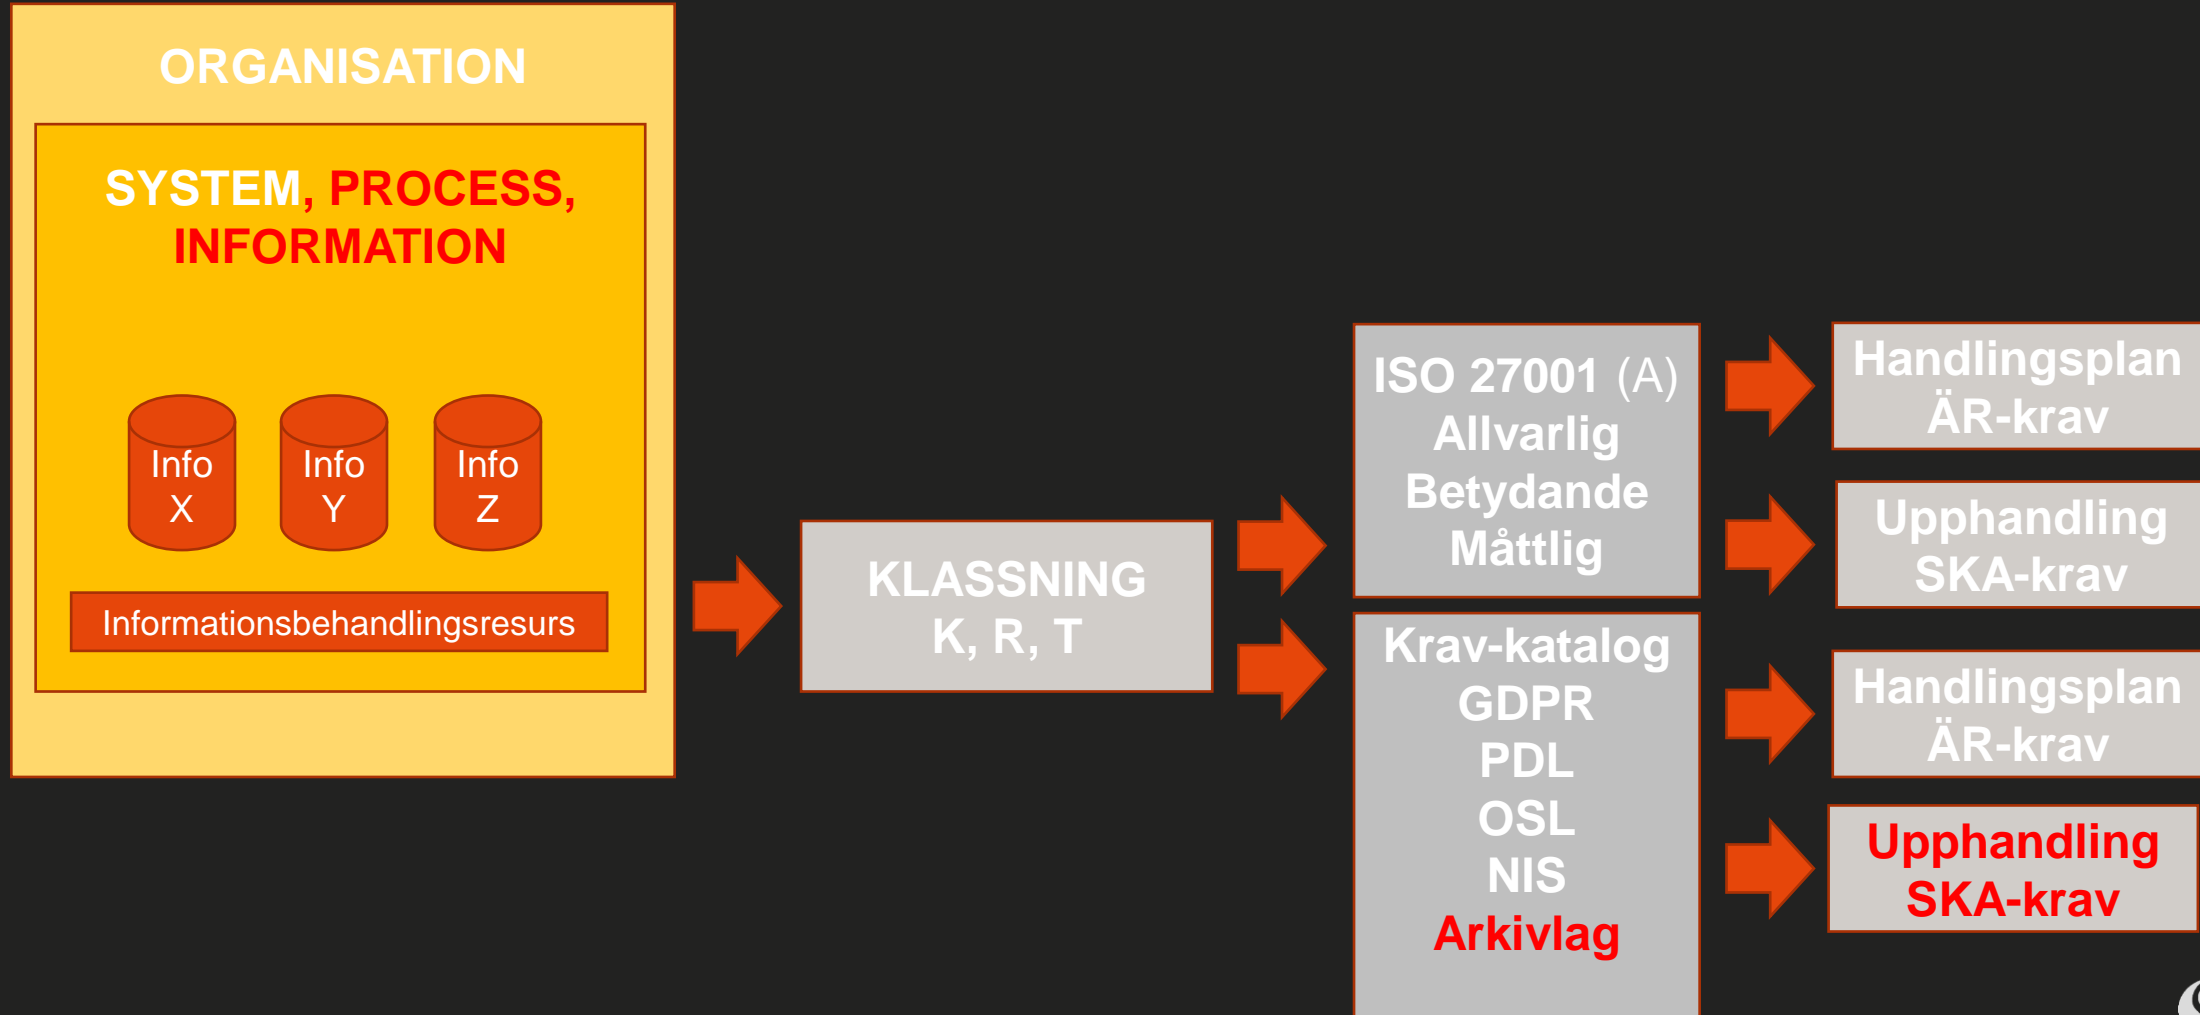 ORGANISATION
SYSTEM, PROCESS,
INFORMATION
Info
X
Info
Y
Info
Z
Informationsbehandlingsresurs
KLASSNING
K, R, T
ISO 27001 (A)
Allvarlig
Betydande
Måttlig
Krav-katalog
GDPR
PDL
OSL
NIS
Arkivlag
Handlingsplan
ÄR-krav
Upphandling
SKA-krav
Handlingsplan
ÄR-krav
Upphandling
SKA-krav